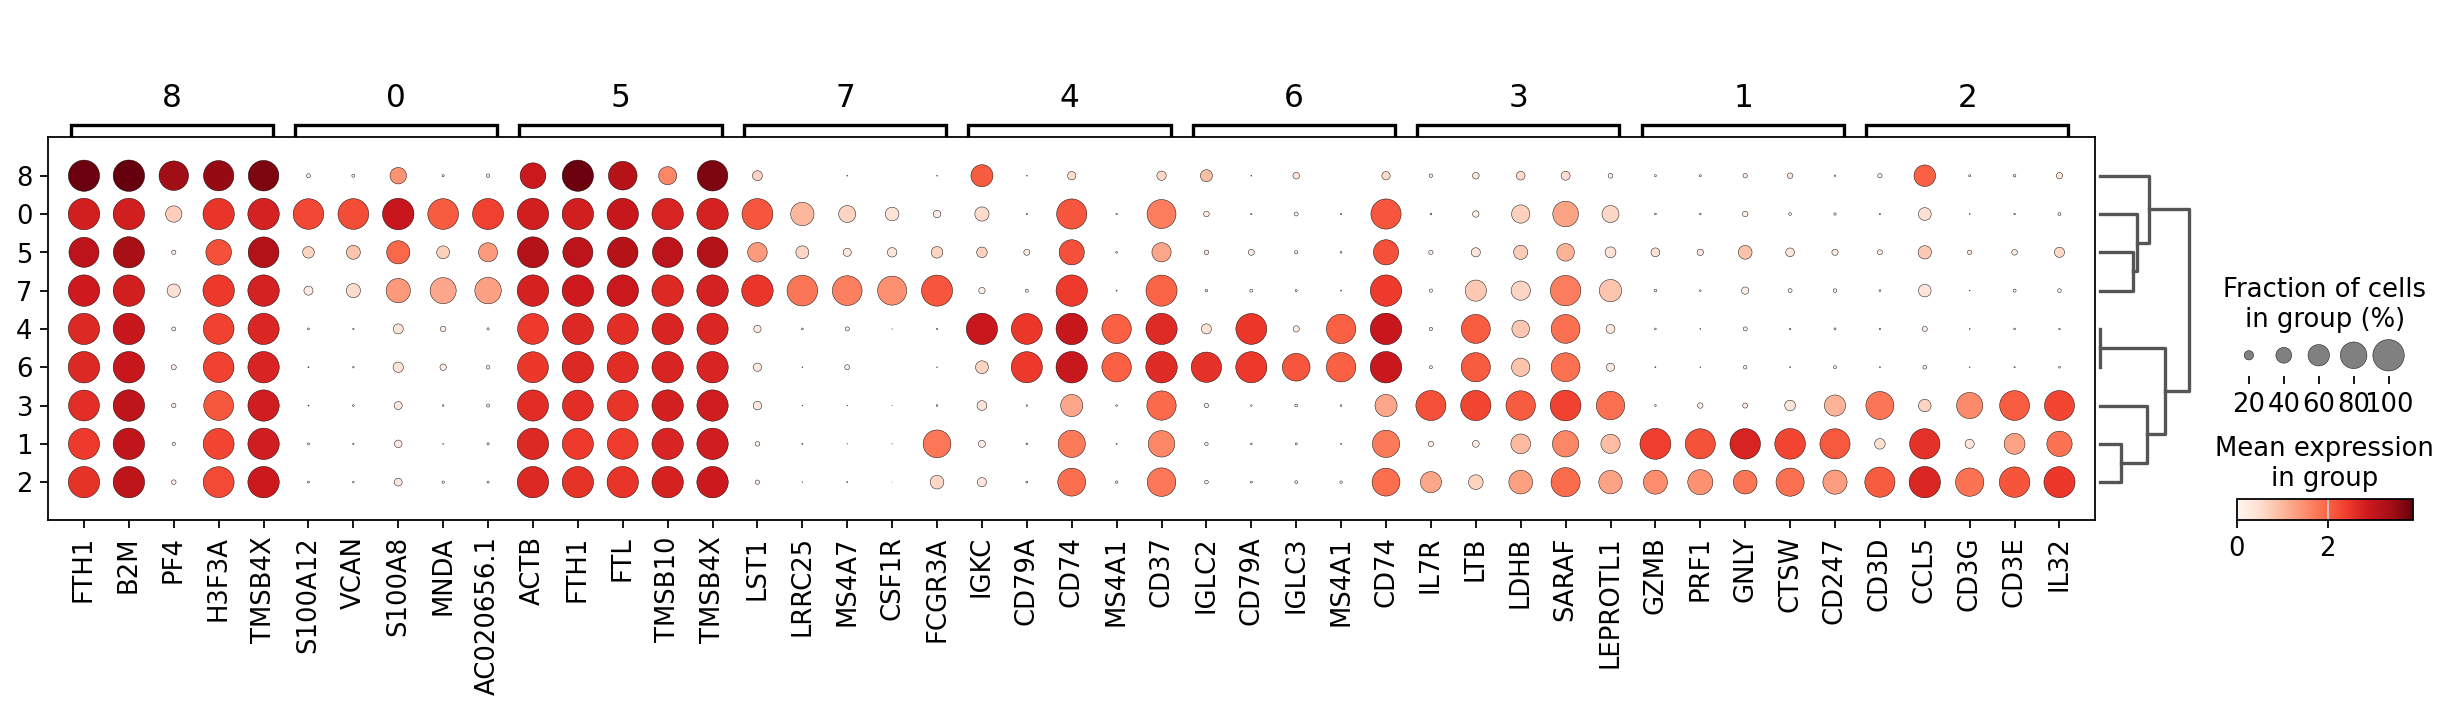 8 0 5 7 4 6 3 1 2
8
0
5
7
4
6
3
1
2
FTH1 B2M PF4 H3F3A TMSB4X S100A12 VCAN S100A8 MNDA AC020656.1 ACTB FTH1 FTL TMSB10 TMSB4X LST1 LRRC25 MS4A7 CSF1R FCGR3A IGKC CD79A CD74 MS4A1 CD37 IGLC2 CD79A IGLC3 MS4A1 CD74 IL7R LTB LDHB SARAF LEPROTL1 GZMB PRF1 GNLY CTSW CD247 CD3D CCL5 CD3G CD3E IL32
Fraction of cells
in group (%)
20 40 60 80 100
Mean expression
in group
0 2